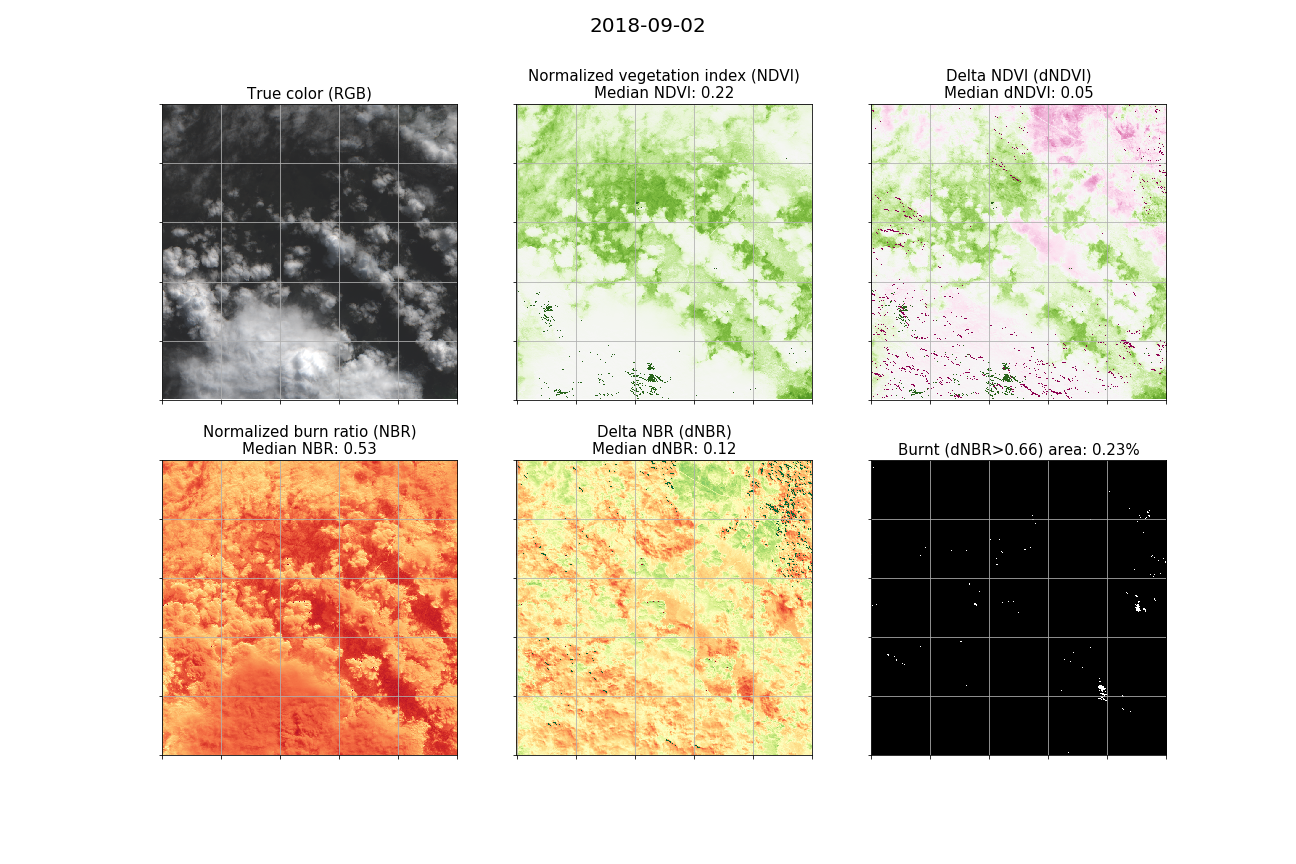 2018-09-02
True color (RGB)
Normalized vegetation index (NDVI)
Median NDVI: 0.22
Delta NDVI (dNDVI)
Median dNDVI: 0.05
Normalized burn ratio (NBR)
Median NBR: 0.53
Delta NBR (dNBR)
Median dNBR: 0.12
Burnt (dNBR>0.66) area: 0.23%